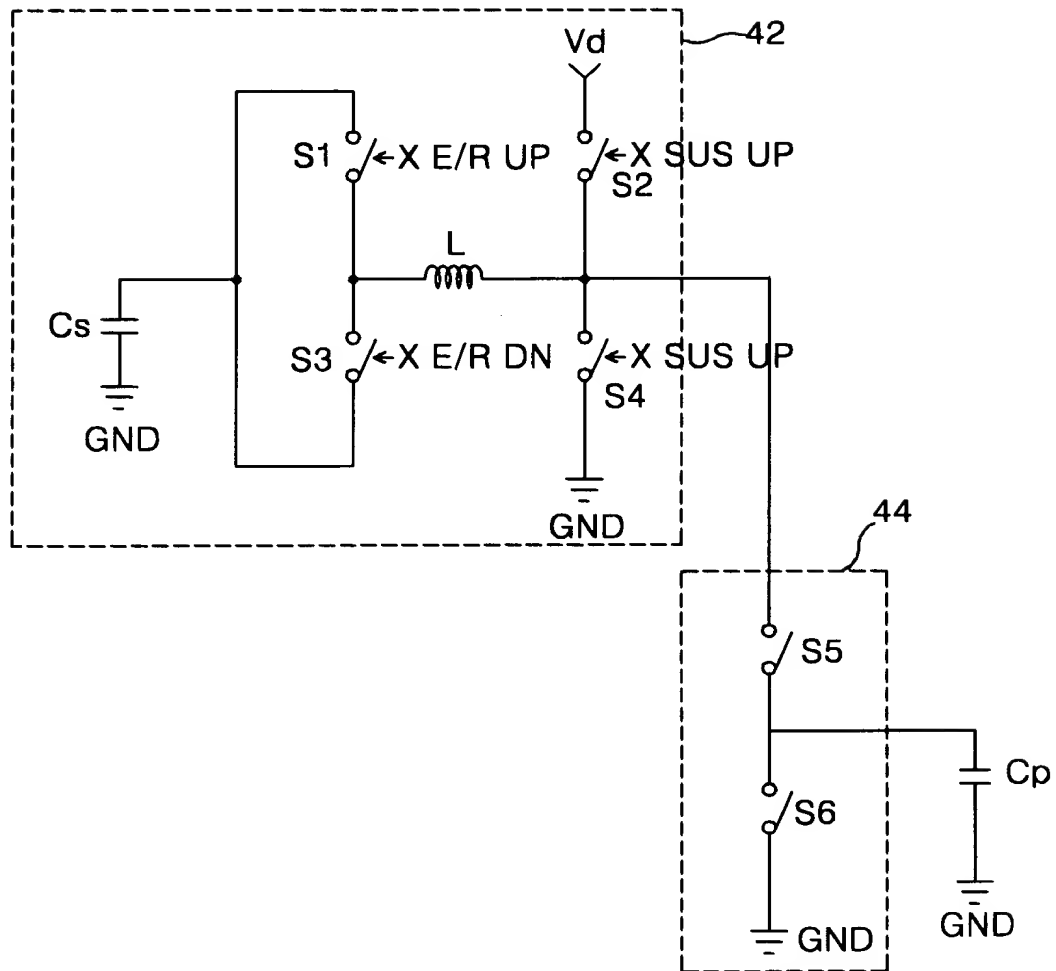 42
Vd
S1
X E/R UP
X SUS UP
S2
L
Cs
S3
X E/R DN
X SUS UP
S4
GND
GND
44
S5
S6
Cp
GND
GND